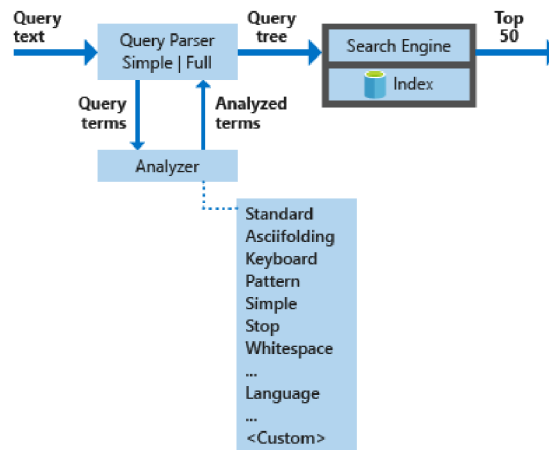 Query
text
Query Parser
Simple | Full
Query
tree
Search Engine
Index
Top
50
Query
terms
Analyzed
terms
Analyzer
Standard
Asciifolding
Keyboard
Pattern
Simple
Stop
Whitespace
...
Language
...
<Custom>